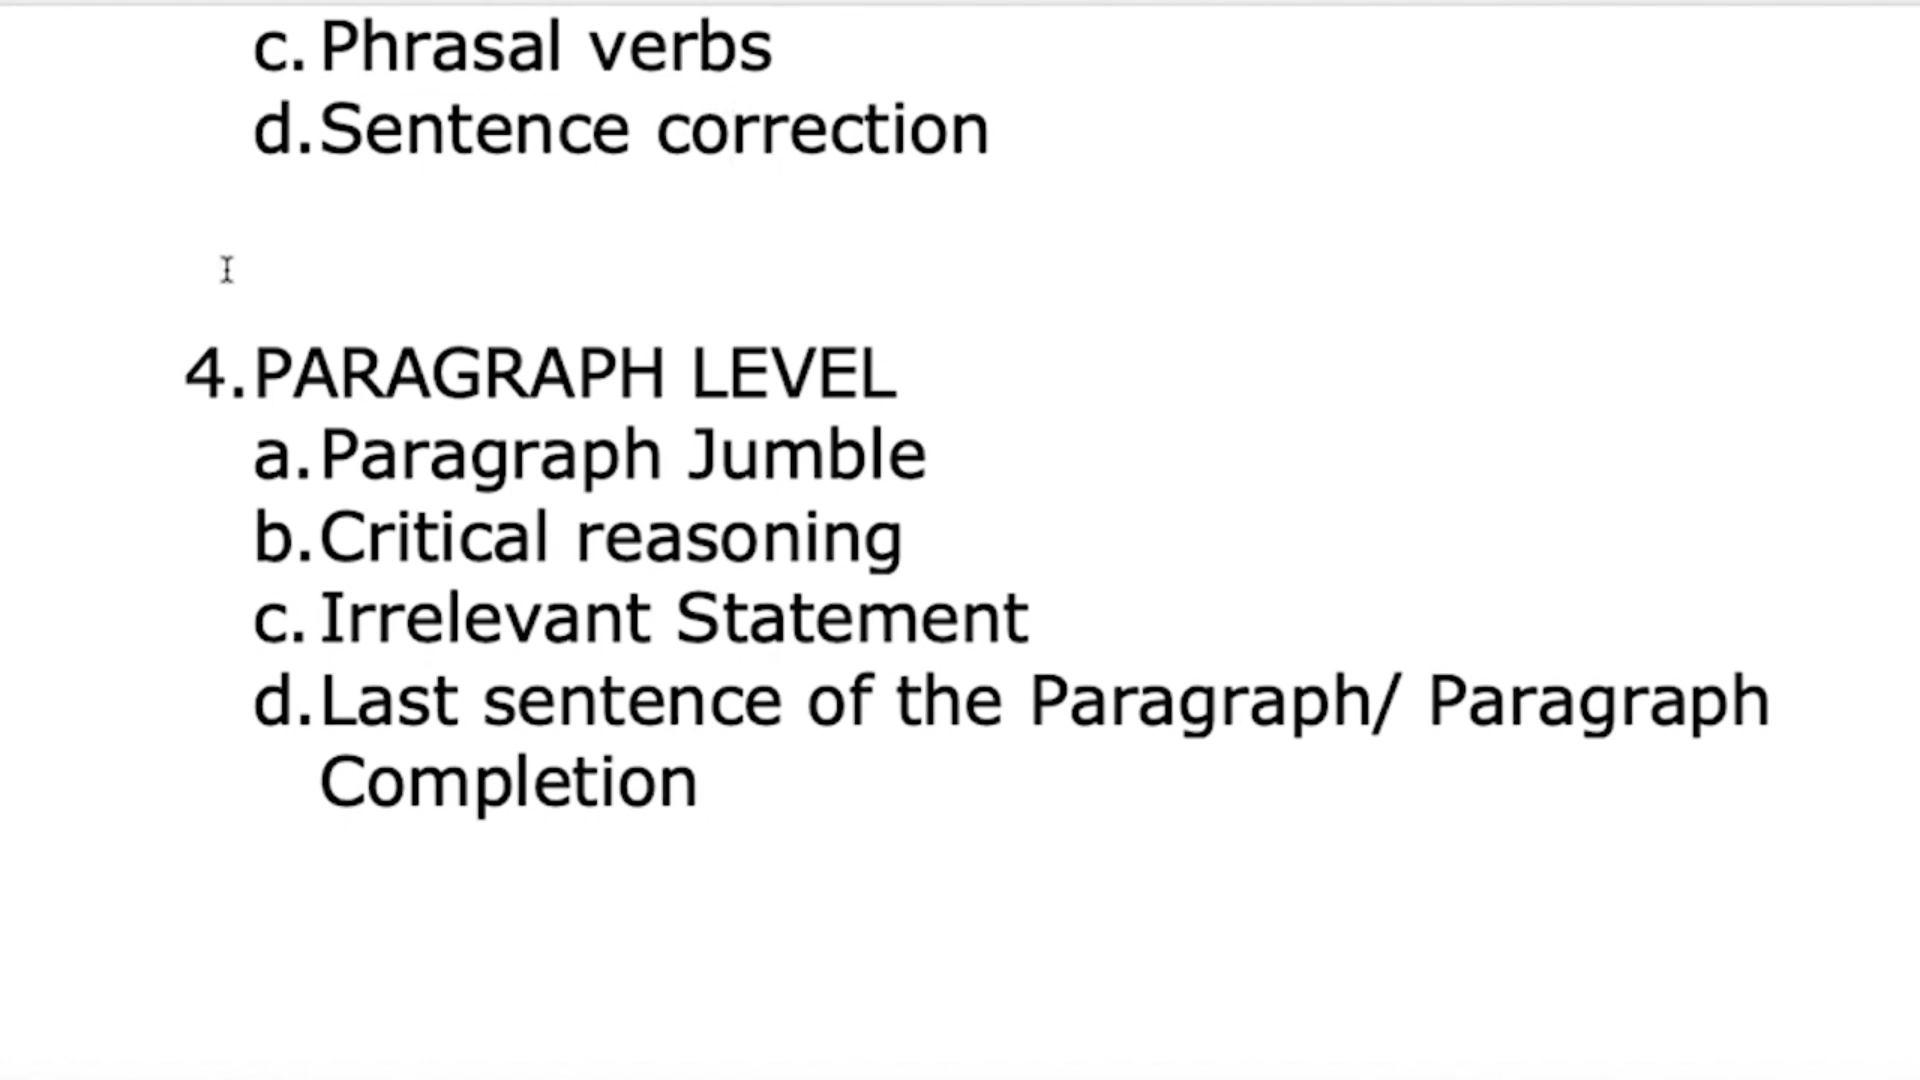 c. Phrasal verbs
d. Sentence correction
4. PARAGRAPH LEVEL
a. Paragraph Jumble
b. Critical reasoning
c. Irrelevant Statement
d. Last sentence of the Paragraph/ Paragraph
Completion